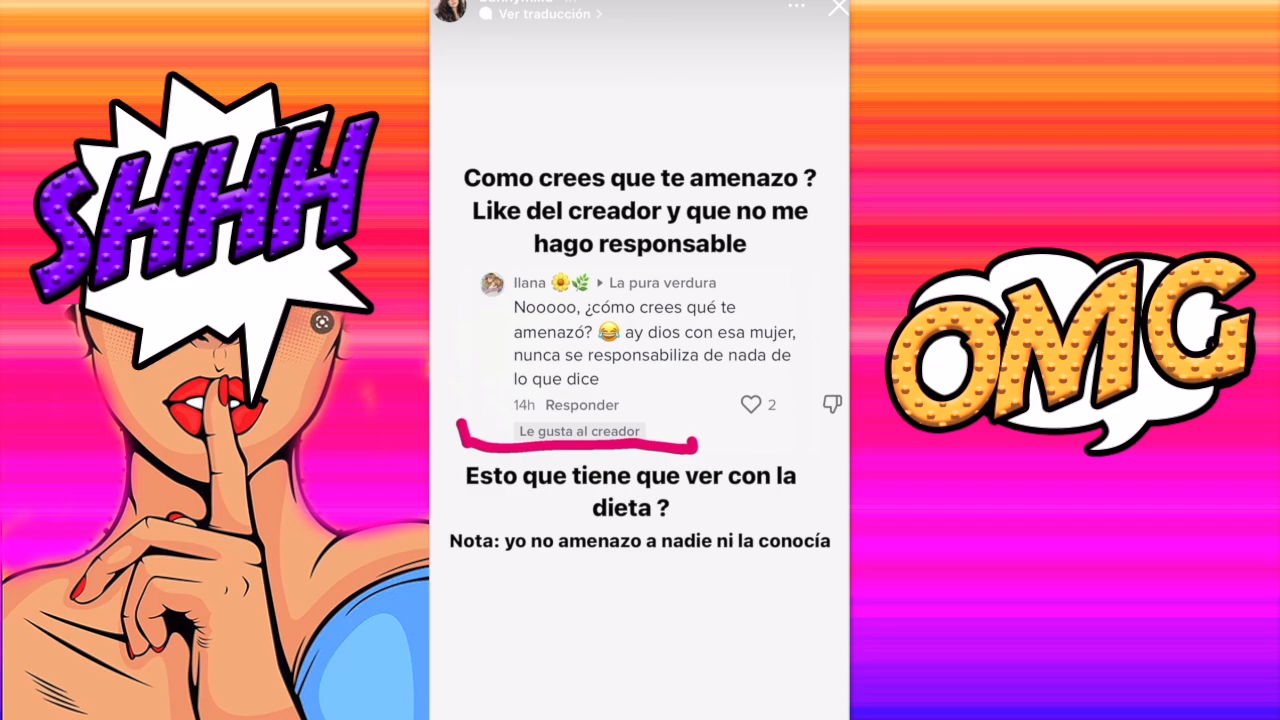 Ver traducción
SHHH
Como crees que te amenazo ?
Like del creador y que no me
hago responsable
Ilana 🌼🌿 ▸ La pura verdura
Nooooo, ¿cómo crees qué te
amenazó? 😂 ay dios con esa mujer,
nunca se responsabiliza de nada de
lo que dice
14h Responder 2
Le gusta al creador
Esto que tiene que ver con la
dieta ?
Nota: yo no amenazo a nadie ni la conocía
OMG